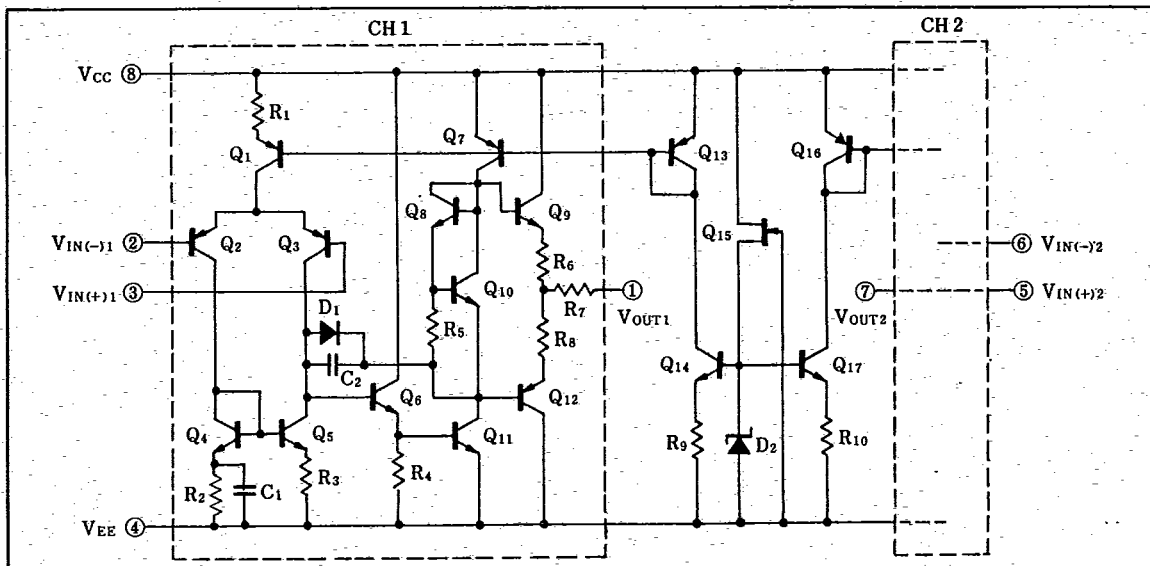 CH 1
CH 2
VCC ⑧
R1
Q1
Q7
Q13
Q16
Q8
Q9
Q15
VIN(-)1 ②
Q2
Q3
R6
⑥ VIN(-)2
VIN(+)1 ③
Q10
R7
①
⑦
⑤ VIN(+)2
D1
VOUT1
VOUT2
R5
R8
C2
Q14
Q17
Q6
Q12
Q4
Q5
Q11
R9
D2
R10
R2
C1
R3
R4
VEE ④